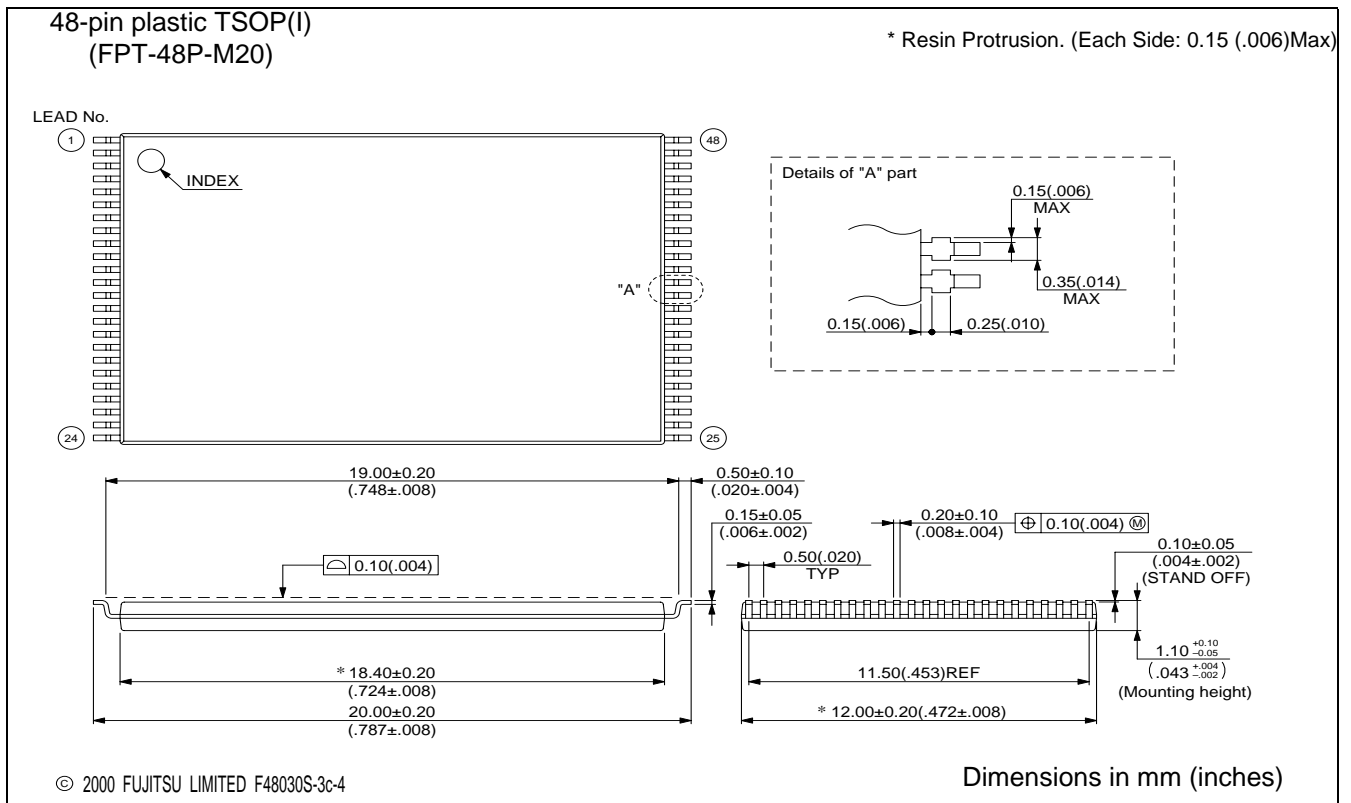 48-pin plastic TSOP(I)
(FPT-48P-M20)
* Resin Protrusion. (Each Side: 0.15 (.006)Max)
LEAD No.
1
48
INDEX
"A"
24
25
Details of "A" part
0.15(.006)
MAX
0.35(.014)
MAX
0.15(.006)
0.25(.010)
19.00±0.20
(.748±.008)
0.50±0.10
(.020±.004)
0.15±0.05
(.006±.002)
0.10(.004)
* 18.40±0.20
(.724±.008)
20.00±0.20
(.787±.008)
0.20±0.10
(.008±.004)
⌖ 0.10(.004) Ⓜ
0.50(.020)
TYP
0.10±0.05
(.004±.002)
(STAND OFF)
1.10 +0.10 –0.05
(.043 +.004 –.002)
(Mounting height)
11.50(.453)REF
* 12.00±0.20(.472±.008)
© 2000 FUJITSU LIMITED F48030S-3c-4
Dimensions in mm (inches)